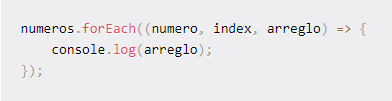 numeros.forEach((numero, index, arreglo) => {
    console.log(arreglo);
});